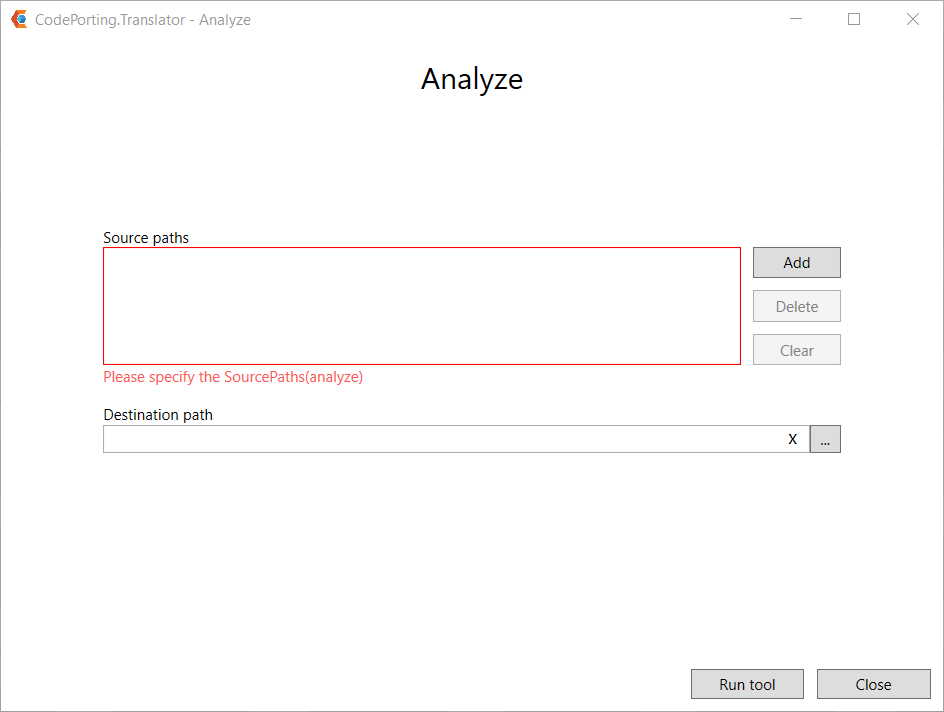 CodePorting.Translator - Analyze
Analyze
Source paths
Add
Delete
Clear
Please specify the SourcePaths(analyze)
Destination path
X
...
Run tool
Close